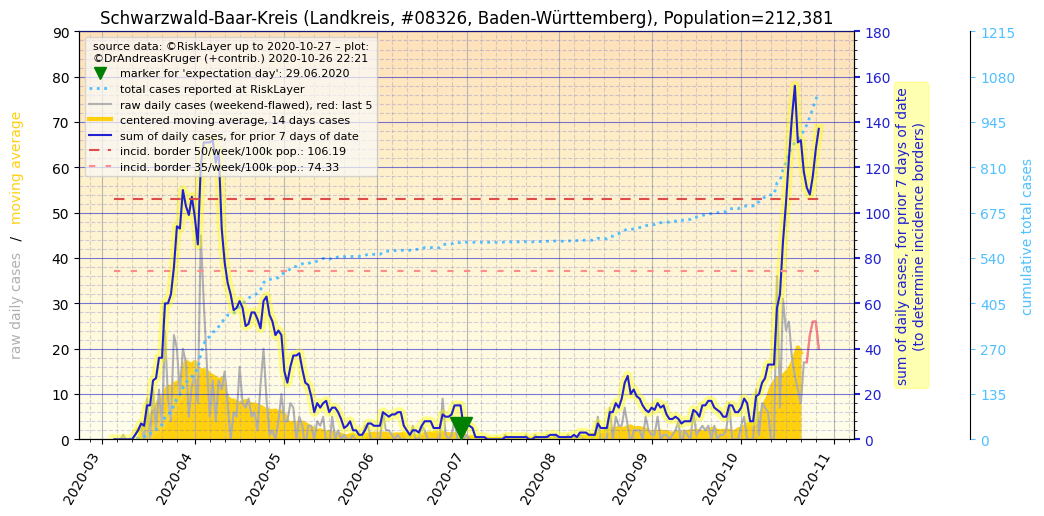 Schwarzwald-Baar-Kreis (Landkreis, #08326, Baden-Württemberg), Population=212,381
source data: ©RiskLayer up to 2020-10-27 – plot:
©DrAndreasKruger (+contrib.) 2020-10-26 22:21
marker for 'expectation day': 29.06.2020
total cases reported at RiskLayer
raw daily cases (weekend-flawed), red: last 5
centered moving average, 14 days cases
sum of daily cases, for prior 7 days of date
incid. border 50/week/100k pop.: 106.19
incid. border 35/week/100k pop.: 74.33
raw daily cases / moving average
90
80
70
60
50
40
30
20
10
0
2020-03
2020-04
2020-05
2020-06
2020-07
2020-08
2020-09
2020-10
2020-11
180
160
140
120
100
80
60
40
20
0
sum of daily cases, for prior 7 days of date
(to determine incidence borders)
1215
1080
945
810
675
540
405
270
135
0
cumulative total cases